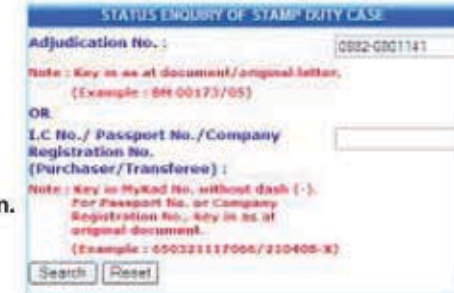 STATUS ENQUIRY OF STAMP DUTY CASE
Adjudication No. :
Note : Key in as at document/original letter.
(Example : BM 00173/05)
OR
I.C No./ Passport No./Company
Registration No.
(Purchaser/Transferee) :
Note : Key in MyKad No. without dash (-).
n.
For Passport No. or Company
Registration No., key in as at
original document.
(Example : 650321117066/210408-X)
Search
Reset